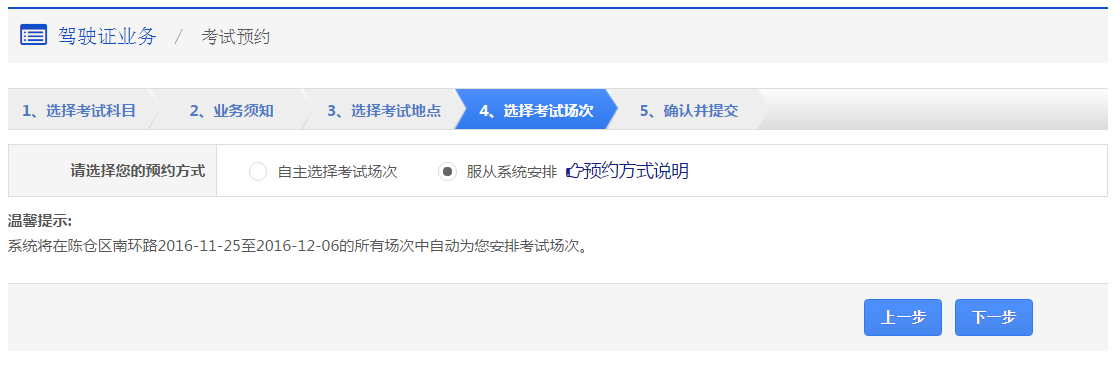 驾驶证业务 / 考试预约
1、选择考试科目 2、业务须知 3、选择考试地点 4、选择考试场次 5、确认并提交
请选择您的预约方式 自主选择考试场次 服从系统安排 预约方式说明
温馨提示:
系统将在陈仓区南环路2016-11-25至2016-12-06的所有场次中自动为您安排考试场次。
上一步 下一步